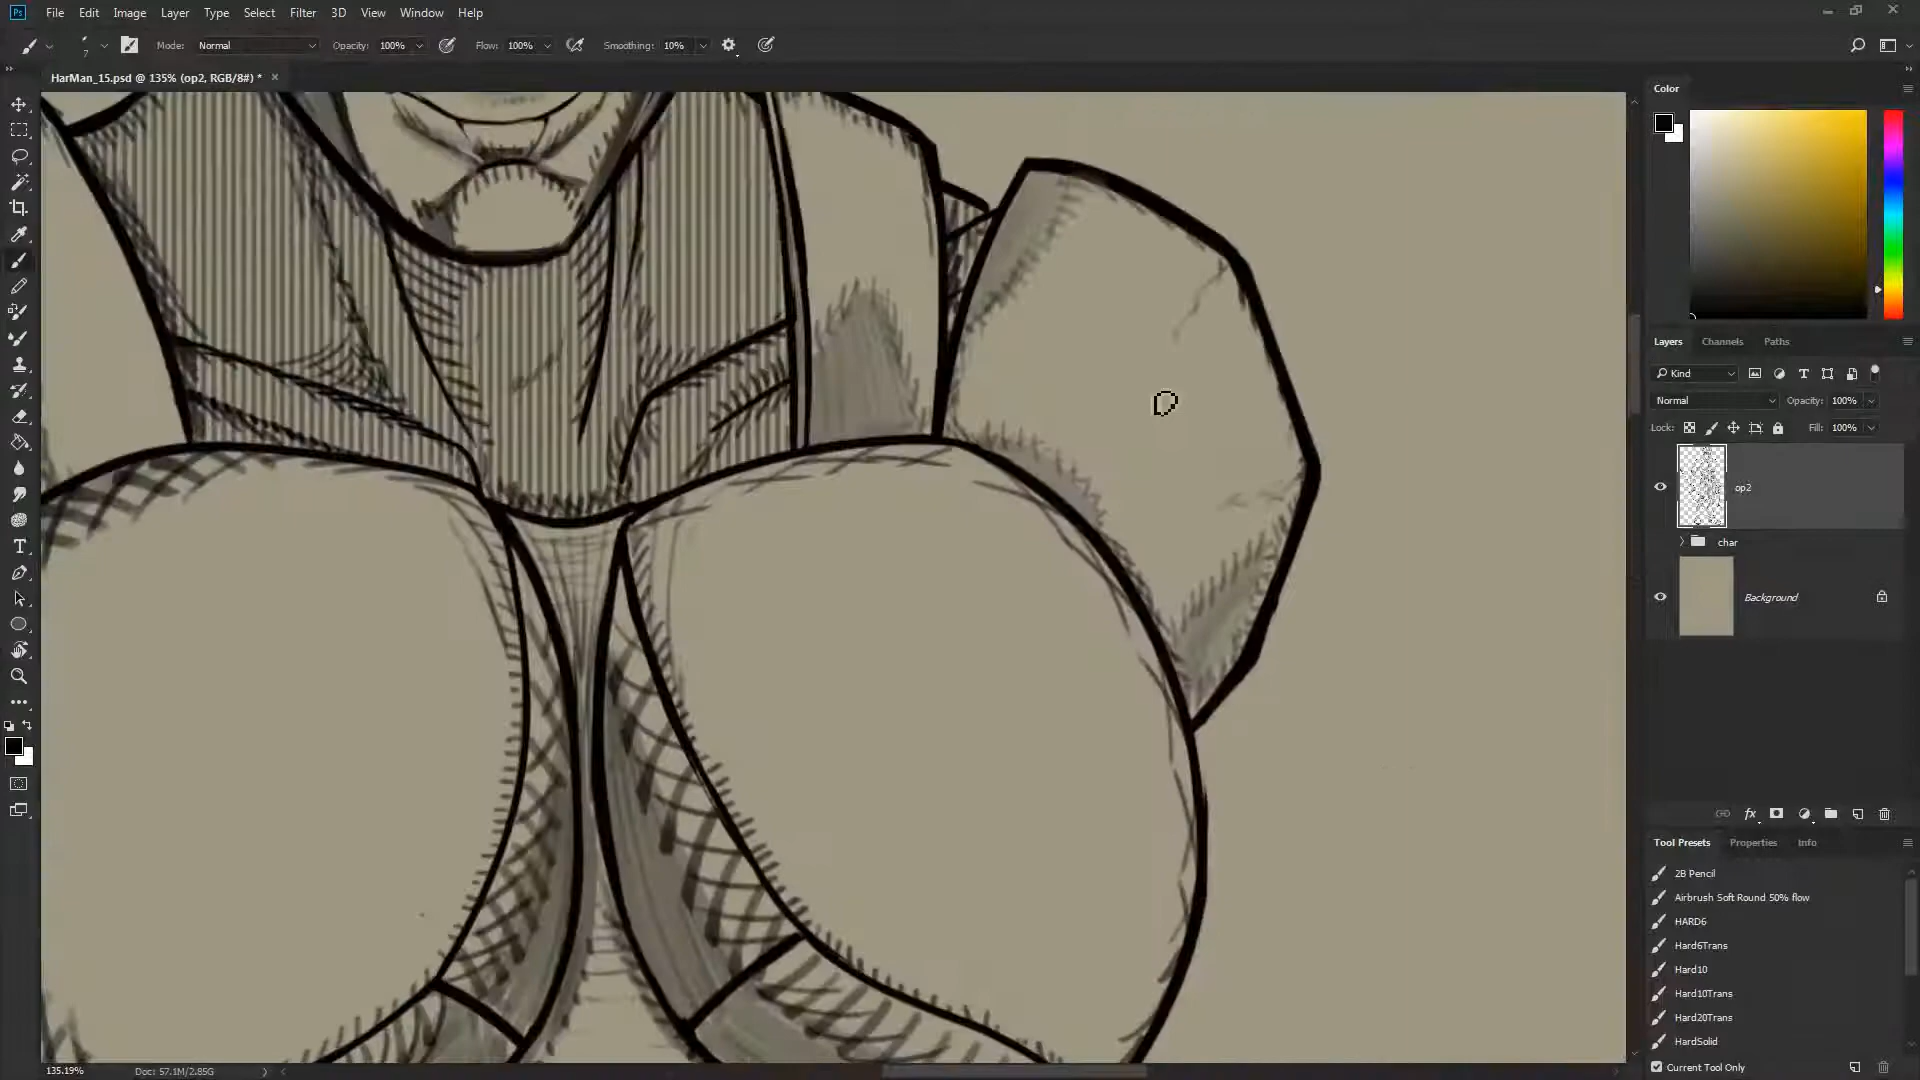 Ps File Edit Image Layer Type Select Filter 3D View Window Help
7 Mode: Normal Opacity: 100% Flow: 100% Smoothing: 10%
HarMan_15.psd @ 135% (op2, RGB/8#) * ×
Color
Layers Channels Paths
Kind
Normal Opacity: 100%
Lock: Fill: 100%
op2
char
Background
fx
Tool Presets Properties Info
2B Pencil
Airbrush Soft Round 50% flow
HARD6
Hard6Trans
Hard10
Hard10Trans
Hard20Trans
HardSolid
Current Tool Only
135.19% Doc: 57.1M/2.85G